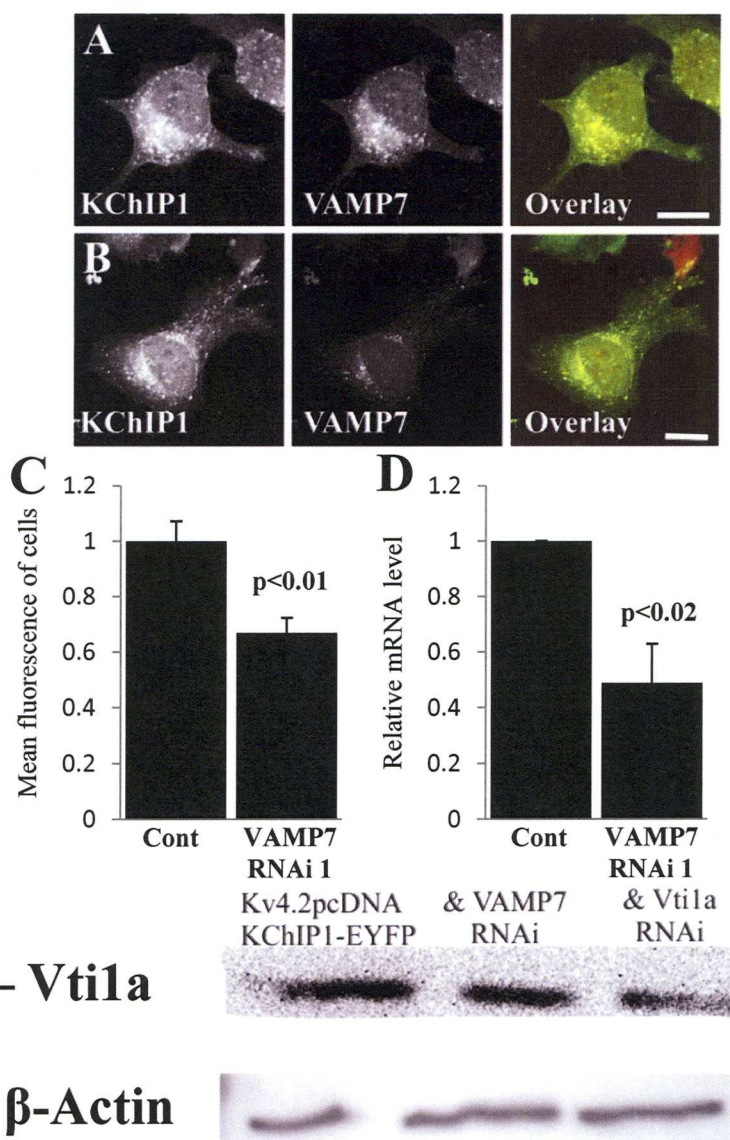 A
KChIP1 VAMP7 Overlay
B
KChIP1 VAMP7 Overlay
C
Mean fluorescence of cells
1.2
1
0.8
0.6
0.4
0.2
0
p<0.01
Cont VAMP7
RNAi 1
D
Relative mRNA level
1.2
1
0.8
0.6
0.4
0.2
0
p<0.02
Cont VAMP7
RNAi 1
Kv4.2pcDNA & VAMP7 & Vti1a
KChIP1-EYFP RNAi RNAi
– Vti1a
β-Actin